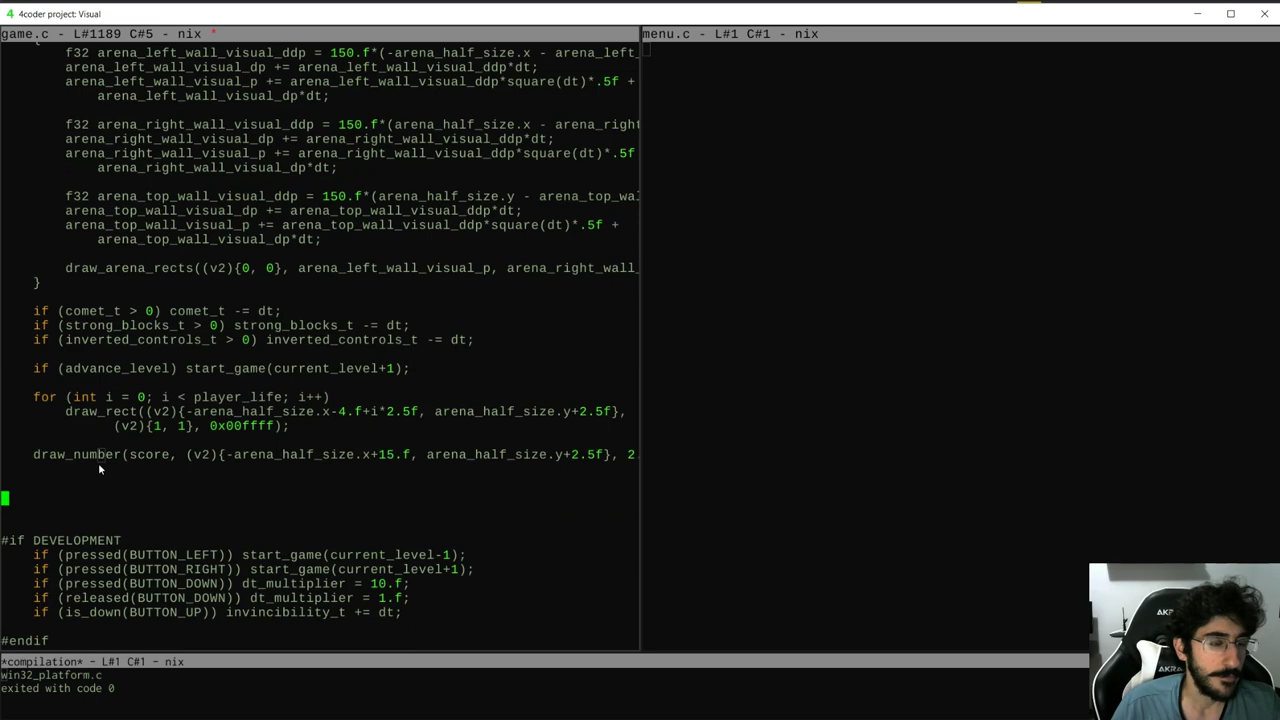 4 4coder project: Visual
game.c - L#1189 C#5 - nix *
menu.c - L#1 C#1 - nix
{
f32 arena_left_wall_visual_ddp = 150.f*(-arena_half_size.x - arena_left_
arena_left_wall_visual_dp += arena_left_wall_visual_ddp*dt;
arena_left_wall_visual_p += arena_left_wall_visual_ddp*square(dt)*.5f +
arena_left_wall_visual_dp*dt;
f32 arena_right_wall_visual_ddp = 150.f*(arena_half_size.x - arena_right
arena_right_wall_visual_dp += arena_right_wall_visual_ddp*dt;
arena_right_wall_visual_p += arena_right_wall_visual_ddp*square(dt)*.5f
arena_right_wall_visual_dp*dt;
f32 arena_top_wall_visual_ddp = 150.f*(arena_half_size.y - arena_top_wal
arena_top_wall_visual_dp += arena_top_wall_visual_ddp*dt;
arena_top_wall_visual_p += arena_top_wall_visual_ddp*square(dt)*.5f +
arena_top_wall_visual_dp*dt;
draw_arena_rects((v2){0, 0}, arena_left_wall_visual_p, arena_right_wall_
}
if (comet_t > 0) comet_t -= dt;
if (strong_blocks_t > 0) strong_blocks_t -= dt;
if (inverted_controls_t > 0) inverted_controls_t -= dt;
if (advance_level) start_game(current_level+1);
for (int i = 0; i < player_life; i++)
draw_rect((v2){-arena_half_size.x-4.f+i*2.5f, arena_half_size.y+2.5f},
(v2){1, 1}, 0x00ffff);
draw_number(score, (v2){-arena_half_size.x+15.f, arena_half_size.y+2.5f}, 2.
#if DEVELOPMENT
if (pressed(BUTTON_LEFT)) start_game(current_level-1);
if (pressed(BUTTON_RIGHT)) start_game(current_level+1);
if (pressed(BUTTON_DOWN)) dt_multiplier = 10.f;
if (released(BUTTON_DOWN)) dt_multiplier = 1.f;
if (is_down(BUTTON_UP)) invincibility_t += dt;
#endif
*compilation* - L#1 C#1 - nix
win32_platform.c
exited with code 0
AKRA